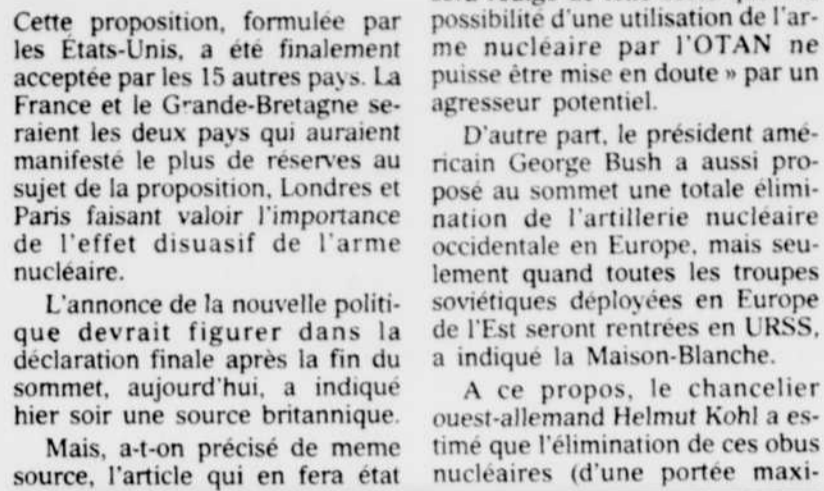 Cette proposition, formulée par
les États-Unis, a été finalement
acceptée par les 15 autres pays. La
France et le Grande-Bretagne se-
raient les deux pays qui auraient
manifesté le plus de réserves au
sujet de la proposition, Londres et
Paris faisant valoir l'importance
de l'effet disuasif de l'arme
nucléaire.
L'annonce de la nouvelle politi-
que devrait figurer dans la
déclaration finale après la fin du
sommet, aujourd'hui, a indiqué
hier soir une source britannique.
Mais, a-t-on précisé de meme
source, l'article qui en fera état
possibilité d'une utilisation de l'ar-
me nucléaire par l'OTAN ne
puisse être mise en doute » par un
agresseur potentiel.
D'autre part, le président amé-
ricain George Bush a aussi pro-
posé au sommet une totale élimi-
nation de l'artillerie nucléaire
occidentale en Europe, mais seu-
lement quand toutes les troupes
soviétiques déployées en Europe
de l'Est seront rentrées en URSS,
a indiqué la Maison-Blanche.
A ce propos, le chancelier
ouest-allemand Helmut Kohl a es-
timé que l'élimination de ces obus
nucléaires (d'une portée maxi-